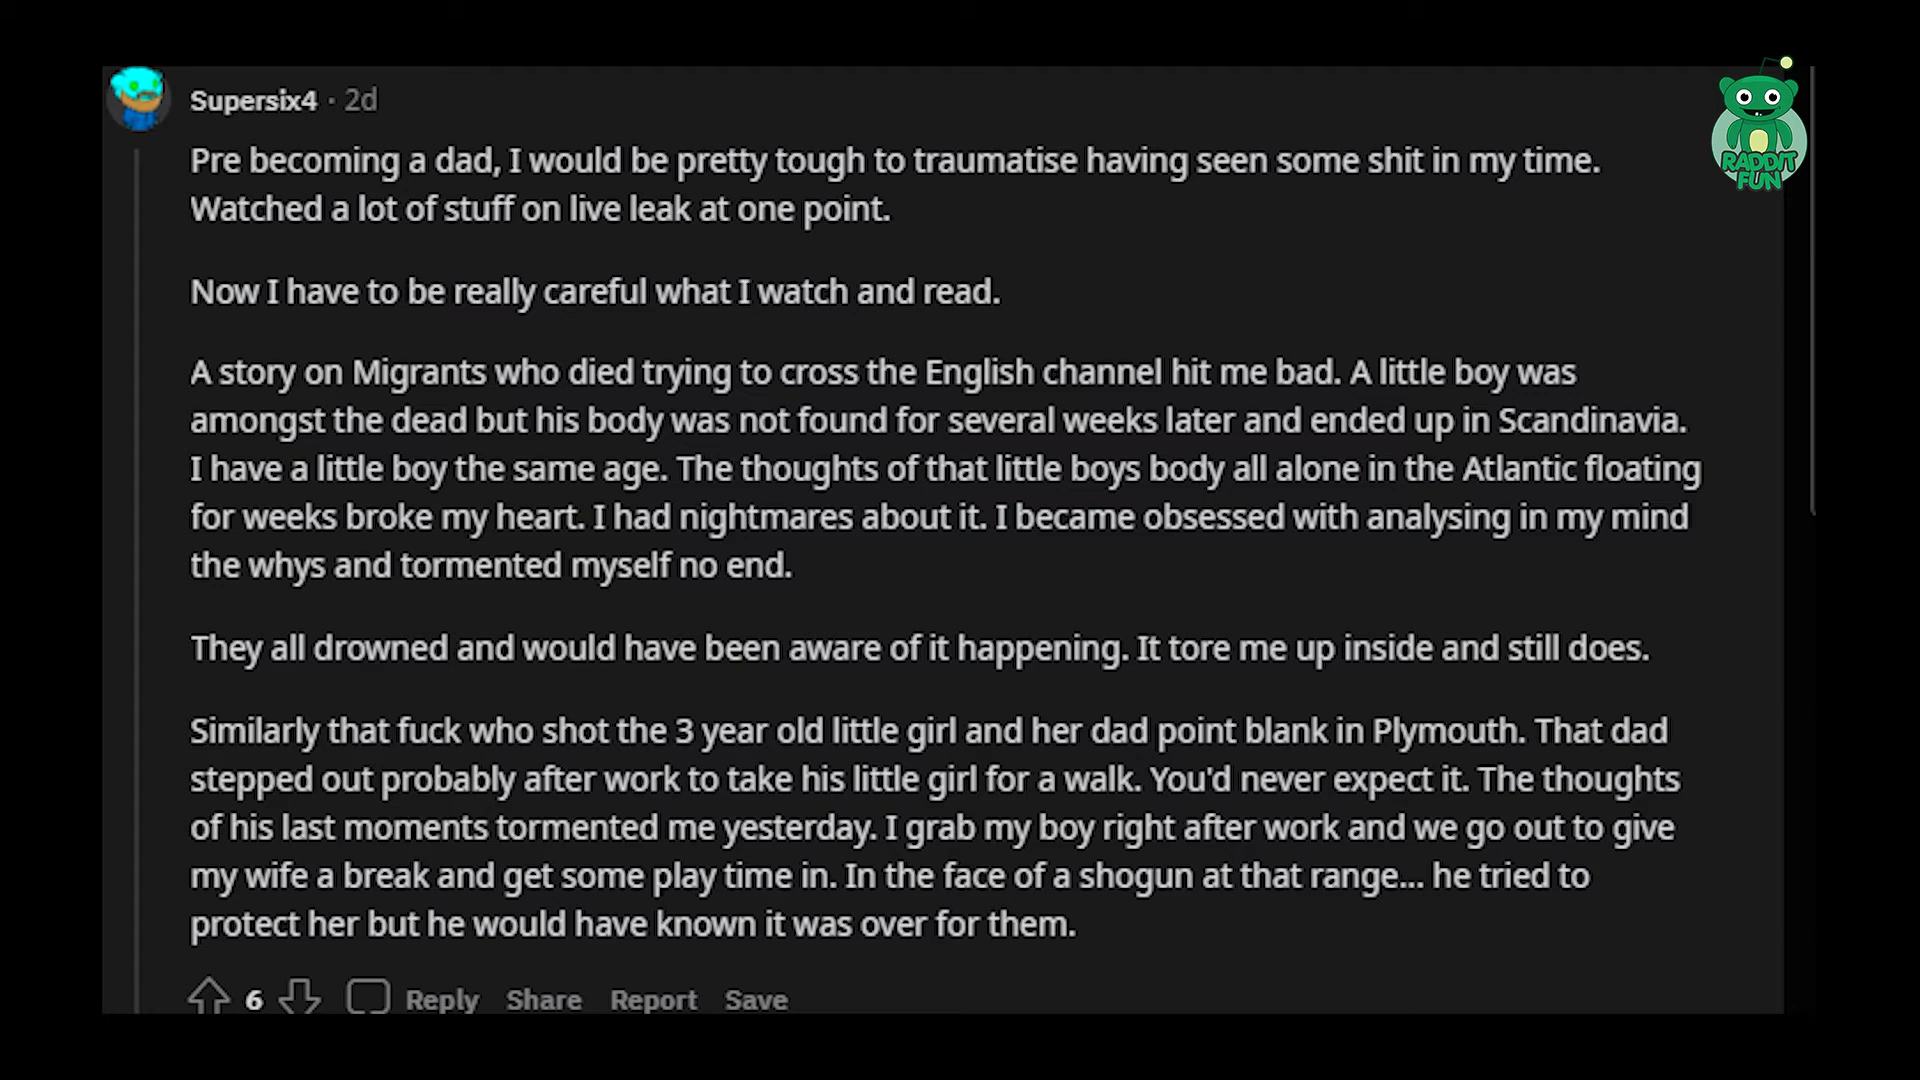 Supersix4 · 2d
RADDIT
FUN
Pre becoming a dad, I would be pretty tough to traumatise having seen some shit in my time.
Watched a lot of stuff on live leak at one point.
Now I have to be really careful what I watch and read.
A story on Migrants who died trying to cross the English channel hit me bad. A little boy was
amongst the dead but his body was not found for several weeks later and ended up in Scandinavia.
I have a little boy the same age. The thoughts of that little boys body all alone in the Atlantic floating
for weeks broke my heart. I had nightmares about it. I became obsessed with analysing in my mind
the whys and tormented myself no end.
They all drowned and would have been aware of it happening. It tore me up inside and still does.
Similarly that fuck who shot the 3 year old little girl and her dad point blank in Plymouth. That dad
stepped out probably after work to take his little girl for a walk. You'd never expect it. The thoughts
of his last moments tormented me yesterday. I grab my boy right after work and we go out to give
my wife a break and get some play time in. In the face of a shogun at that range... he tried to
protect her but he would have known it was over for them.
6 Reply Share Report Save